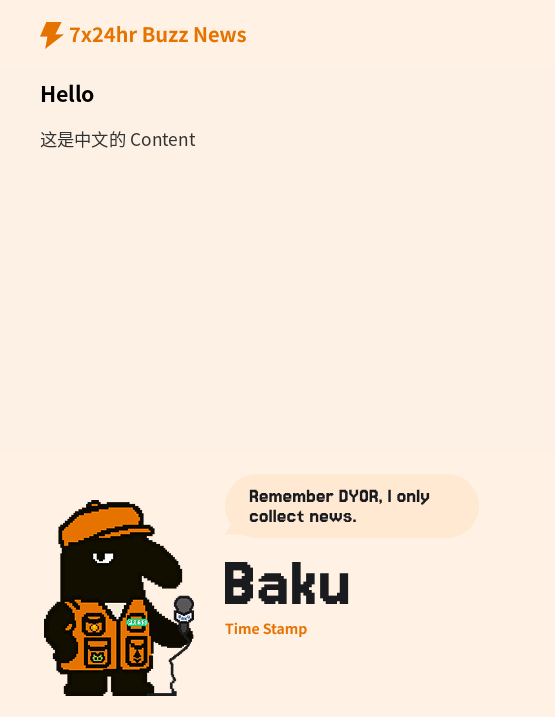 7x24hr Buzz News
Hello
这是中文的 Content
Remember DYOR, I only
collect news.
Baku
Time Stamp